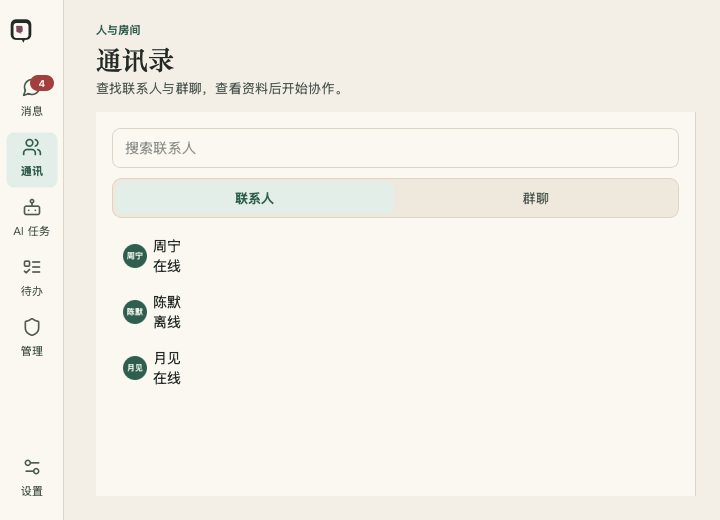 人与房间
通讯录
查找联系人与群聊，查看资料后开始协作。
4
消息
通讯
AI 任务
待办
管理
设置
搜索联系人
联系人
群聊
周宁
周宁
在线
陈默
陈默
离线
月见
月见
在线